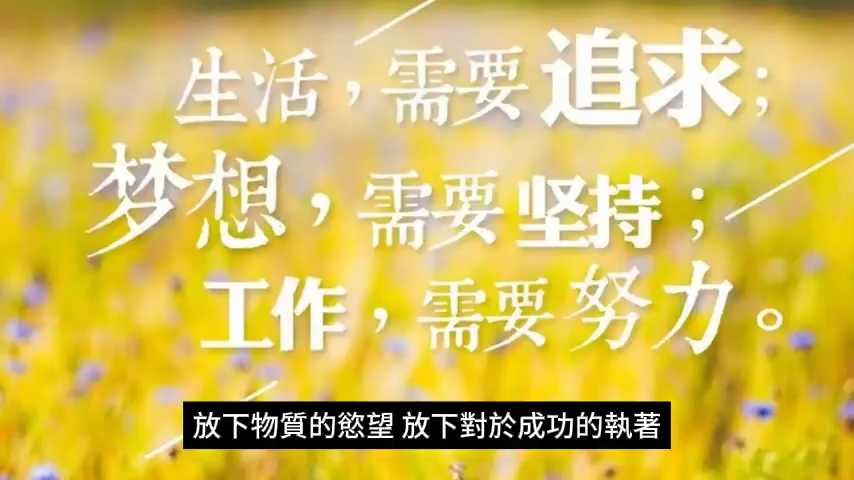 生活，需要追求；
梦想，需要坚持；
工作，需要努力。
放下物質的慾望 放下對於成功的執著